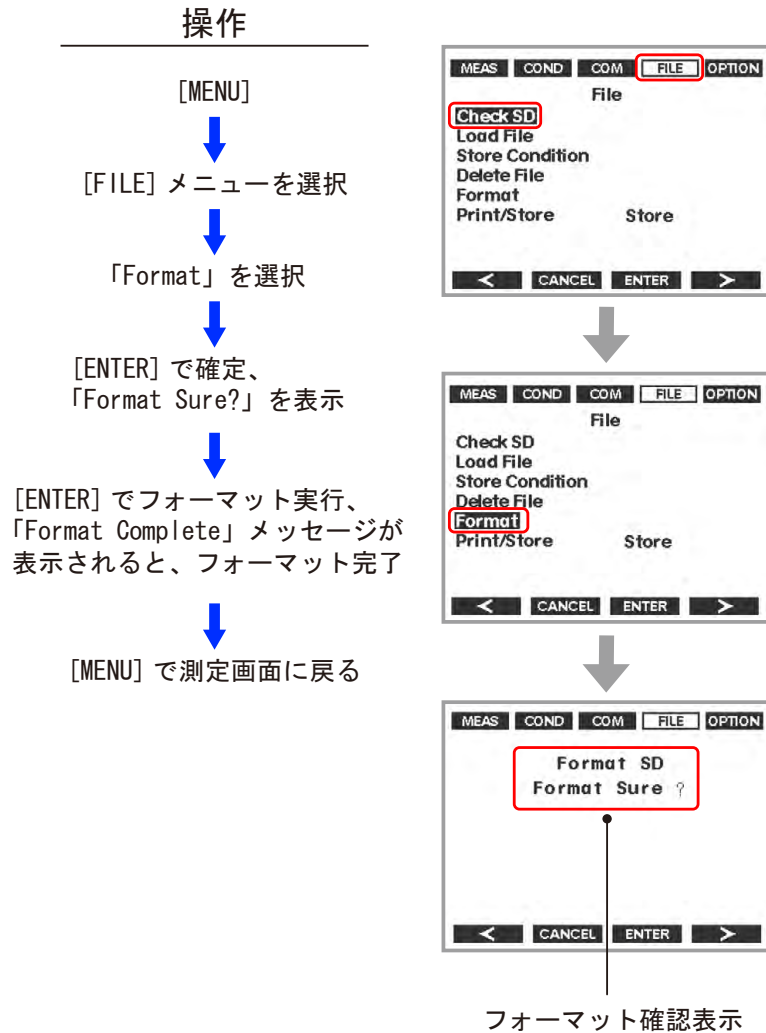 操作
[MENU]
[FILE] メニューを選択
「Format」を選択
[ENTER] で確定、
「Format Sure?」を表示
[ENTER] でフォーマット実行、
「Format Complete」メッセージが
表示されると、フォーマット完了
[MENU] で測定画面に戻る
MEAS COND COM FILE OPTION
File
Check SD
Load File
Store Condition
Delete File
Format
Print/Store Store
< CANCEL ENTER >
MEAS COND COM FILE OPTION
File
Check SD
Load File
Store Condition
Delete File
Format
Print/Store Store
< CANCEL ENTER >
MEAS COND COM FILE OPTION
Format SD
Format Sure ?
< CANCEL ENTER >
フォーマット確認表示